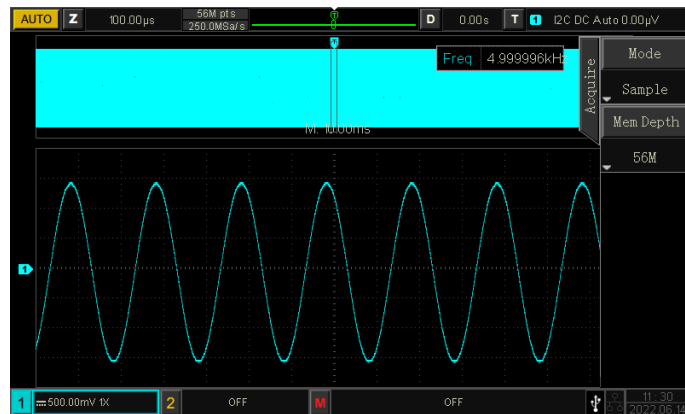 AUTO Z 100.00µs 56M pts 250.0MSa/s D 0.00s T 1 I2C DC Auto 0.00µV
T
Freq 4.999996kHz
M: 10.00ms
Acquire
Mode
Sample
Mem Depth
56M
1
1 500.00mV 1X 2 OFF M OFF 11:30
2022.06.14